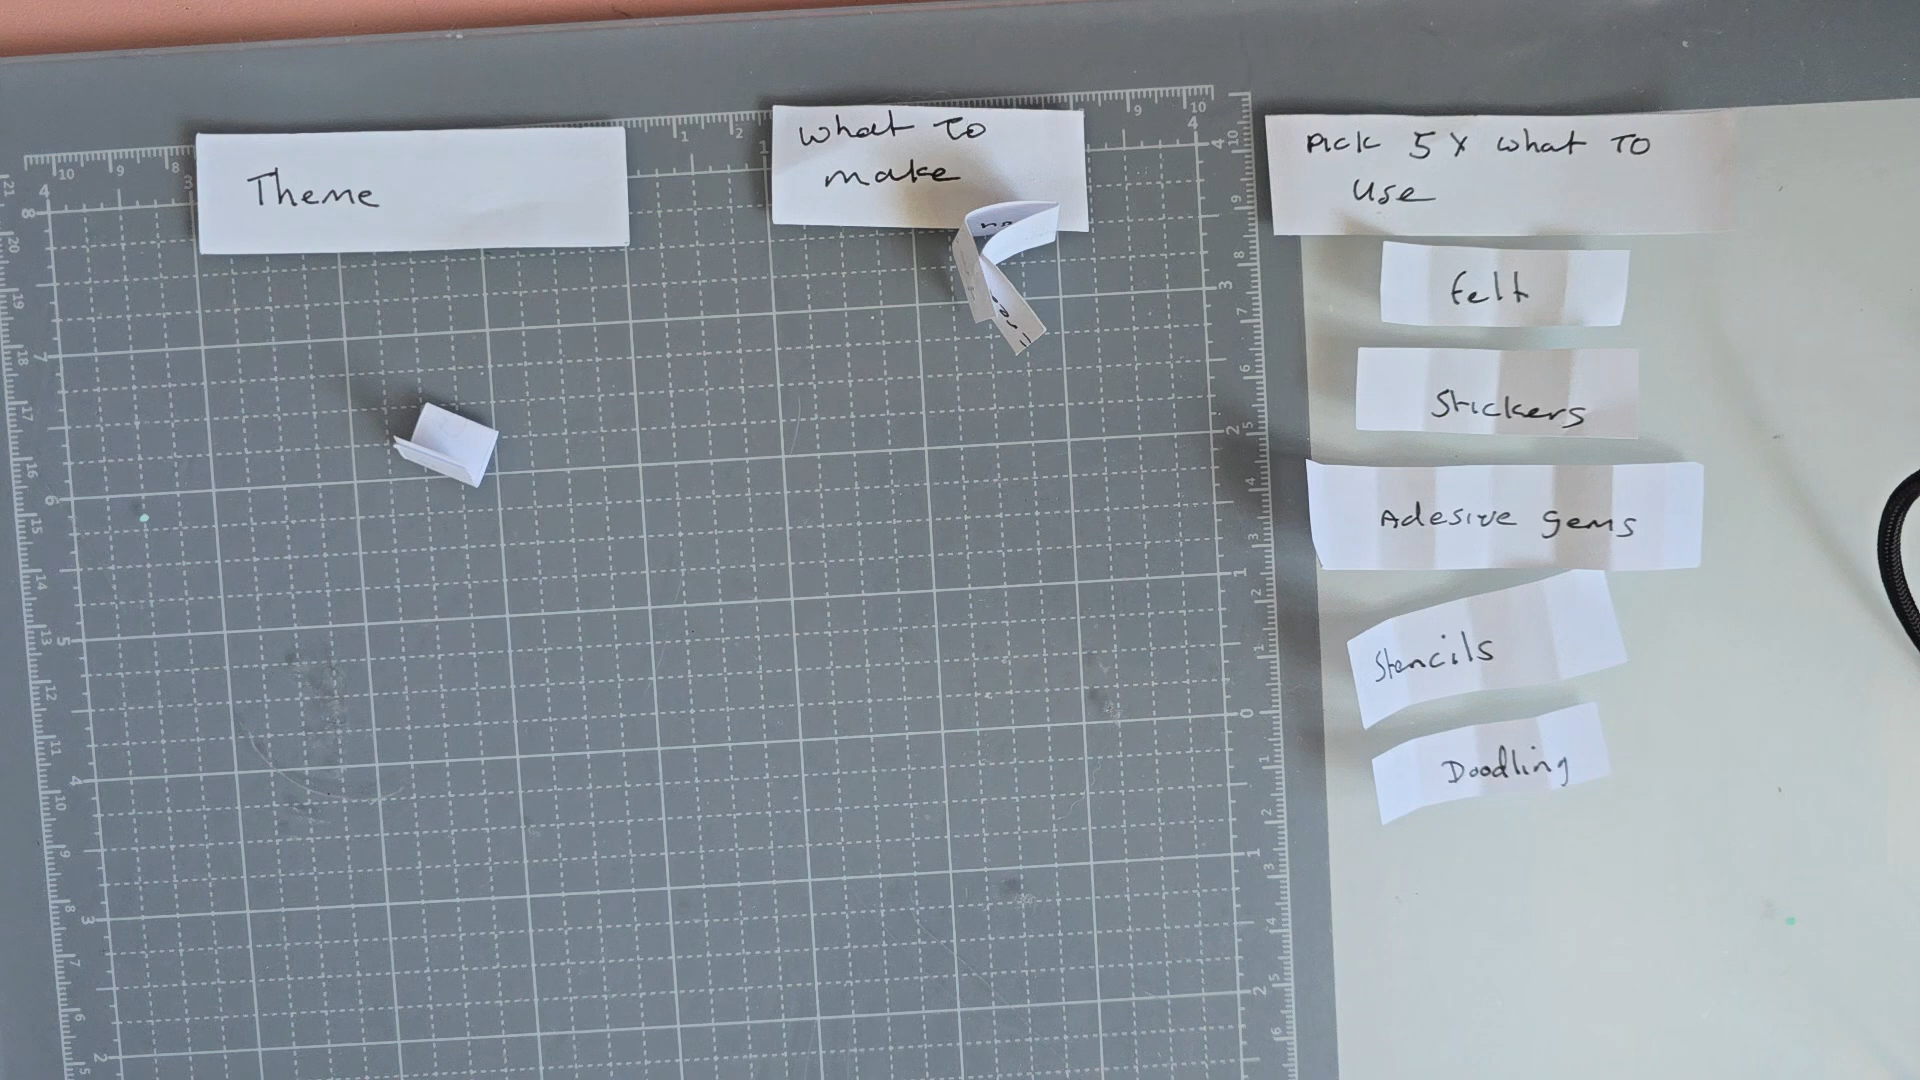 Theme
What to
make
Pick 5 x what to
use
felt
Stickers
Adesive gems
Stencils
Doodling